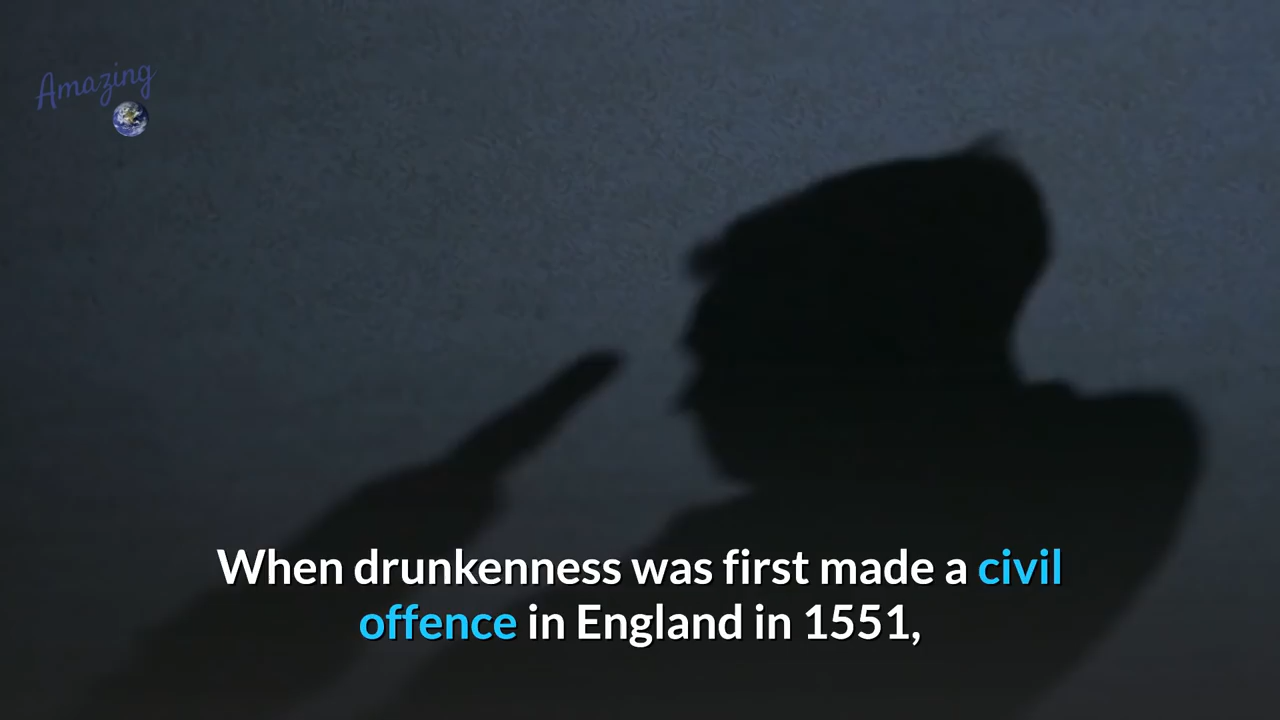 Amazing
When drunkenness was first made a civil
offence in England in 1551,